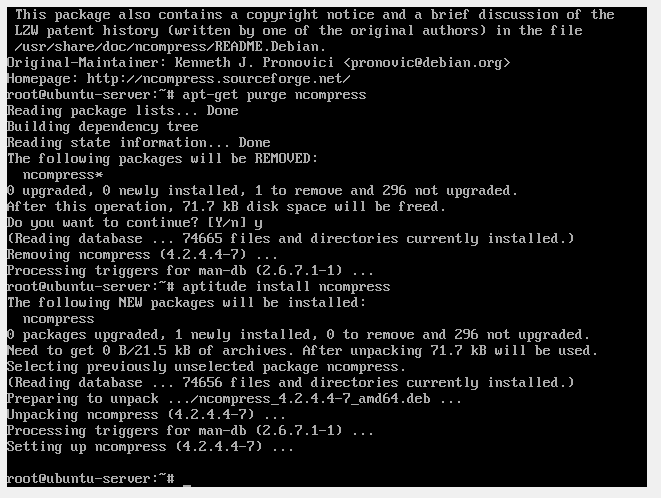 This package also contains a copyright notice and a brief discussion of the
LZW patent history (written by one of the original authors) in the file
/usr/share/doc/ncompress/README.Debian.
Original-Maintainer: Kenneth J. Pronovici <pronovic@debian.org>
Homepage: http://ncompress.sourceforge.net/
root@ubuntu-server:~# apt-get purge ncompress
Reading package lists... Done
Building dependency tree
Reading state information... Done
The following packages will be REMOVED:
  ncompress*
0 upgraded, 0 newly installed, 1 to remove and 296 not upgraded.
After this operation, 71.7 kB disk space will be freed.
Do you want to continue? [Y/n] y
(Reading database ... 74665 files and directories currently installed.)
Removing ncompress (4.2.4.4-7) ...
Processing triggers for man-db (2.6.7.1-1) ...
root@ubuntu-server:~# aptitude install ncompress
The following NEW packages will be installed:
  ncompress
0 packages upgraded, 1 newly installed, 0 to remove and 296 not upgraded.
Need to get 0 B/21.5 kB of archives. After unpacking 71.7 kB will be used.
Selecting previously unselected package ncompress.
(Reading database ... 74656 files and directories currently installed.)
Preparing to unpack .../ncompress_4.2.4.4-7_amd64.deb ...
Unpacking ncompress (4.2.4.4-7) ...
Processing triggers for man-db (2.6.7.1-1) ...
Setting up ncompress (4.2.4.4-7) ...
root@ubuntu-server:~# _